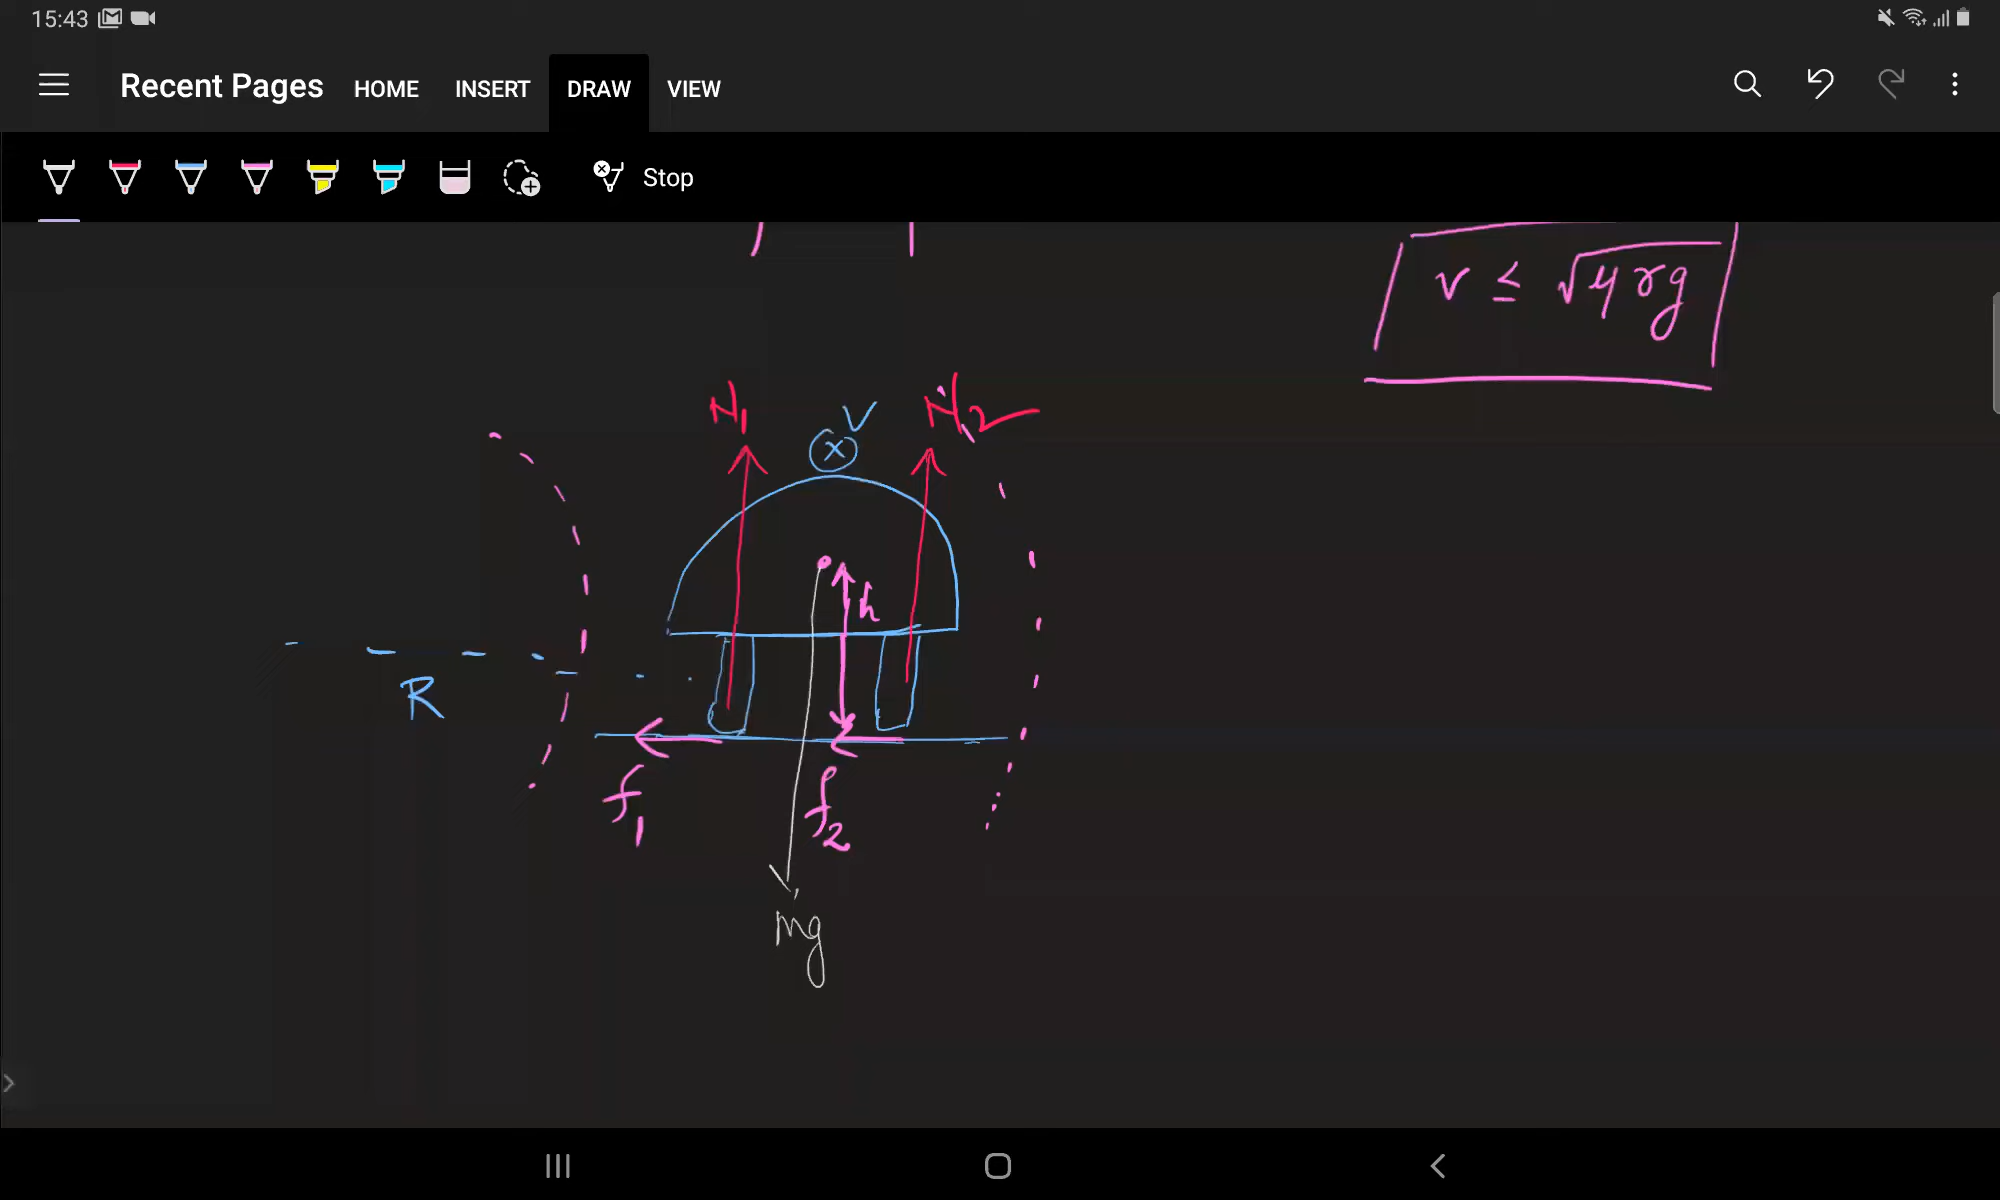 15:43
Recent Pages HOME INSERT DRAW VIEW
Stop
v ≤ √4rg
N1 V N2
h
R
f1 f2
mg